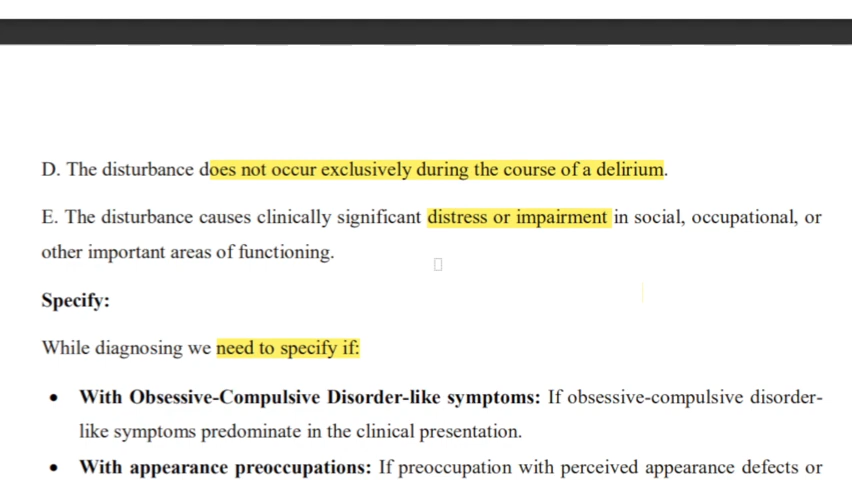 D. The disturbance does not occur exclusively during the course of a delirium.
E. The disturbance causes clinically significant distress or impairment in social, occupational, or
other important areas of functioning.
Specify:
While diagnosing we need to specify if:
• With Obsessive-Compulsive Disorder-like symptoms: If obsessive-compulsive disorder-
like symptoms predominate in the clinical presentation.
• With appearance preoccupations: If preoccupation with perceived appearance defects or